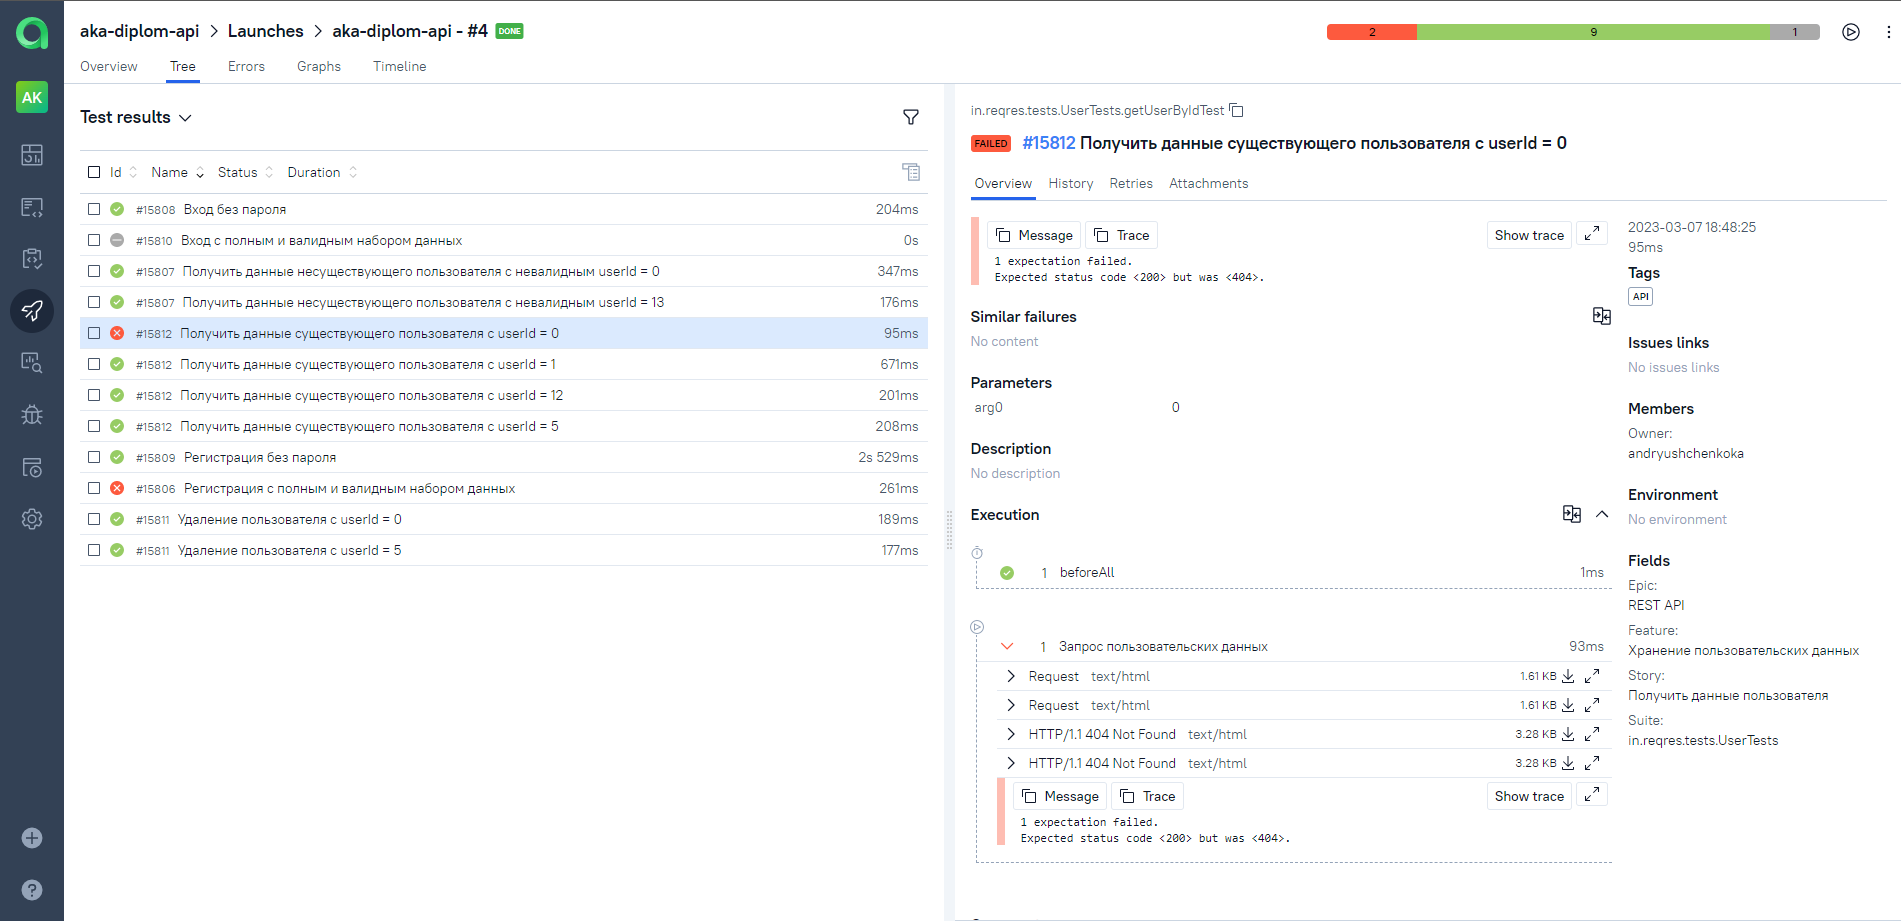 aka-diplom-api > Launches > aka-diplom-api - #4 DONE
2 9 1
Overview Tree Errors Graphs Timeline
AK
Test results
Id Name Status Duration
#15808 Вход без пароля 204ms
#15810 Вход с полным и валидным набором данных 0s
#15807 Получить данные несуществующего пользователя с невалидным userId = 0 347ms
#15807 Получить данные несуществующего пользователя с невалидным userId = 13 176ms
#15812 Получить данные существующего пользователя с userId = 0 95ms
#15812 Получить данные существующего пользователя с userId = 1 671ms
#15812 Получить данные существующего пользователя с userId = 12 201ms
#15812 Получить данные существующего пользователя с userId = 5 208ms
#15809 Регистрация без пароля 2s 529ms
#15806 Регистрация с полным и валидным набором данных 261ms
#15811 Удаление пользователя с userId = 0 189ms
#15811 Удаление пользователя с userId = 5 177ms
in.reqres.tests.UserTests.getUserByIdTest
FAILED #15812 Получить данные существующего пользователя с userId = 0
Overview History Retries Attachments
Message Trace Show trace
1 expectation failed.
Expected status code <200> but was <404>.
Similar failures
No content
Parameters
arg0 0
Description
No description
Execution
1 beforeAll 1ms
1 Запрос пользовательских данных 93ms
Request text/html 1.61 KB
Request text/html 1.61 KB
HTTP/1.1 404 Not Found text/html 3.28 KB
HTTP/1.1 404 Not Found text/html 3.28 KB
Message Trace Show trace
1 expectation failed.
Expected status code <200> but was <404>.
2023-03-07 18:48:25
95ms
Tags
API
Issues links
No issues links
Members
Owner:
andryushchenkoka
Environment
No environment
Fields
Epic:
REST API
Feature:
Хранение пользовательских данных
Story:
Получить данные пользователя
Suite:
in.reqres.tests.UserTests